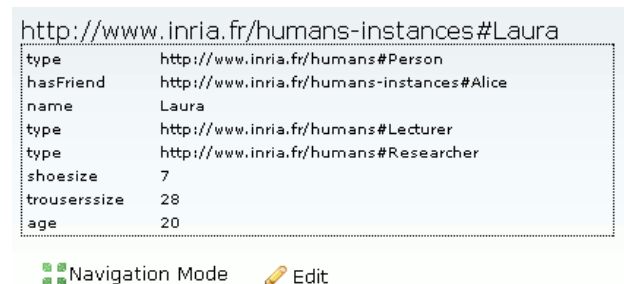 http://www.inria.fr/humans-instances#Laura
type http://www.inria.fr/humans#Person
hasFriend http://www.inria.fr/humans-instances#Alice
name Laura
type http://www.inria.fr/humans#Lecturer
type http://www.inria.fr/humans#Researcher
shoesize 7
trouserssize 28
age 20
Navigation Mode Edit